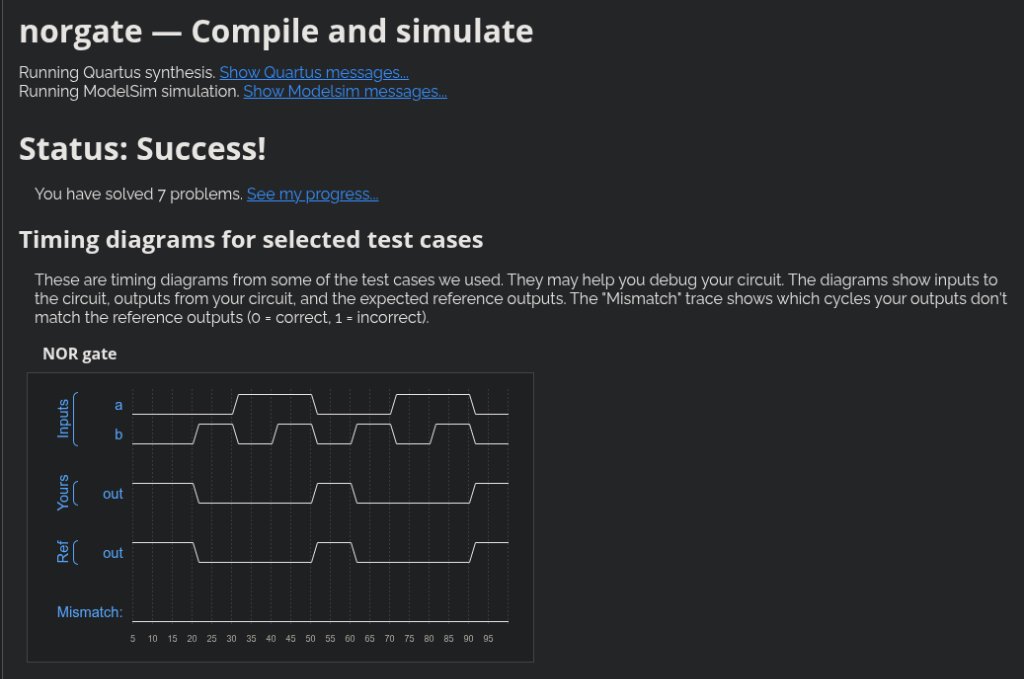 norgate — Compile and simulate
Running Quartus synthesis. Show Quartus messages...
Running ModelSim simulation. Show Modelsim messages...
Status: Success!
You have solved 7 problems. See my progress...
Timing diagrams for selected test cases
These are timing diagrams from some of the test cases we used. They may help you debug your circuit. The diagrams show inputs to
the circuit, outputs from your circuit, and the expected reference outputs. The "Mismatch" trace shows which cycles your outputs don't
match the reference outputs (0 = correct, 1 = incorrect).
NOR gate
Inputs
a
b
Yours
out
Ref
out
Mismatch:
5 10 15 20 25 30 35 40 45 50 55 60 65 70 75 80 85 90 95